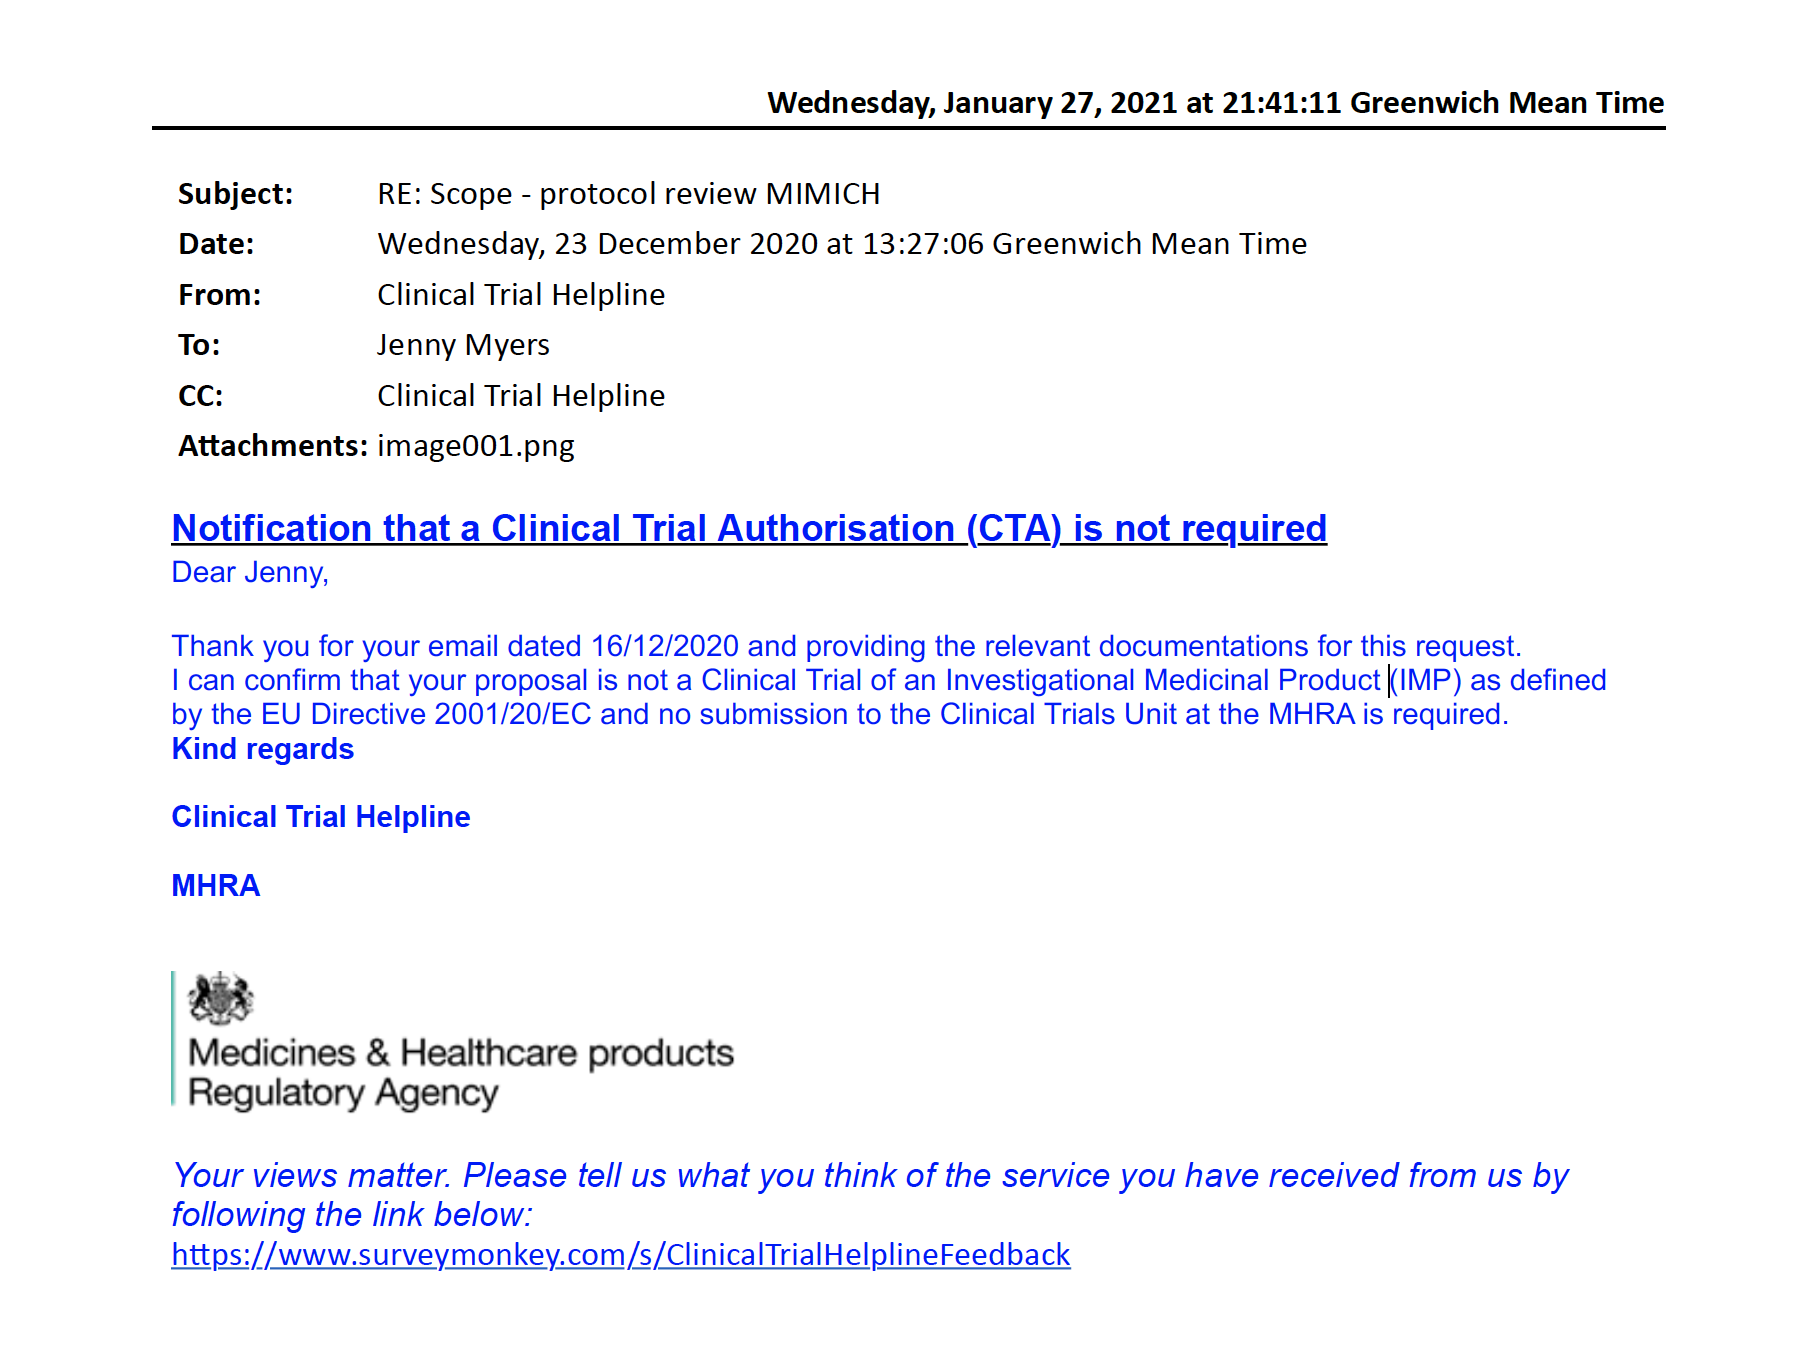 Wednesday, January 27, 2021 at 21:41:11 Greenwich Mean Time
Subject: RE: Scope - protocol review MIMICH
Date: Wednesday, 23 December 2020 at 13:27:06 Greenwich Mean Time
From: Clinical Trial Helpline
To: Jenny Myers
CC: Clinical Trial Helpline
Attachments: image001.png
Notification that a Clinical Trial Authorisation (CTA) is not required
Dear Jenny,
Thank you for your email dated 16/12/2020 and providing the relevant documentations for this request.
I can confirm that your proposal is not a Clinical Trial of an Investigational Medicinal Product (IMP) as defined
by the EU Directive 2001/20/EC and no submission to the Clinical Trials Unit at the MHRA is required.
Kind regards
Clinical Trial Helpline
MHRA
Medicines & Healthcare products
Regulatory Agency
Your views matter. Please tell us what you think of the service you have received from us by
following the link below:
https://www.surveymonkey.com/s/ClinicalTrialHelplineFeedback